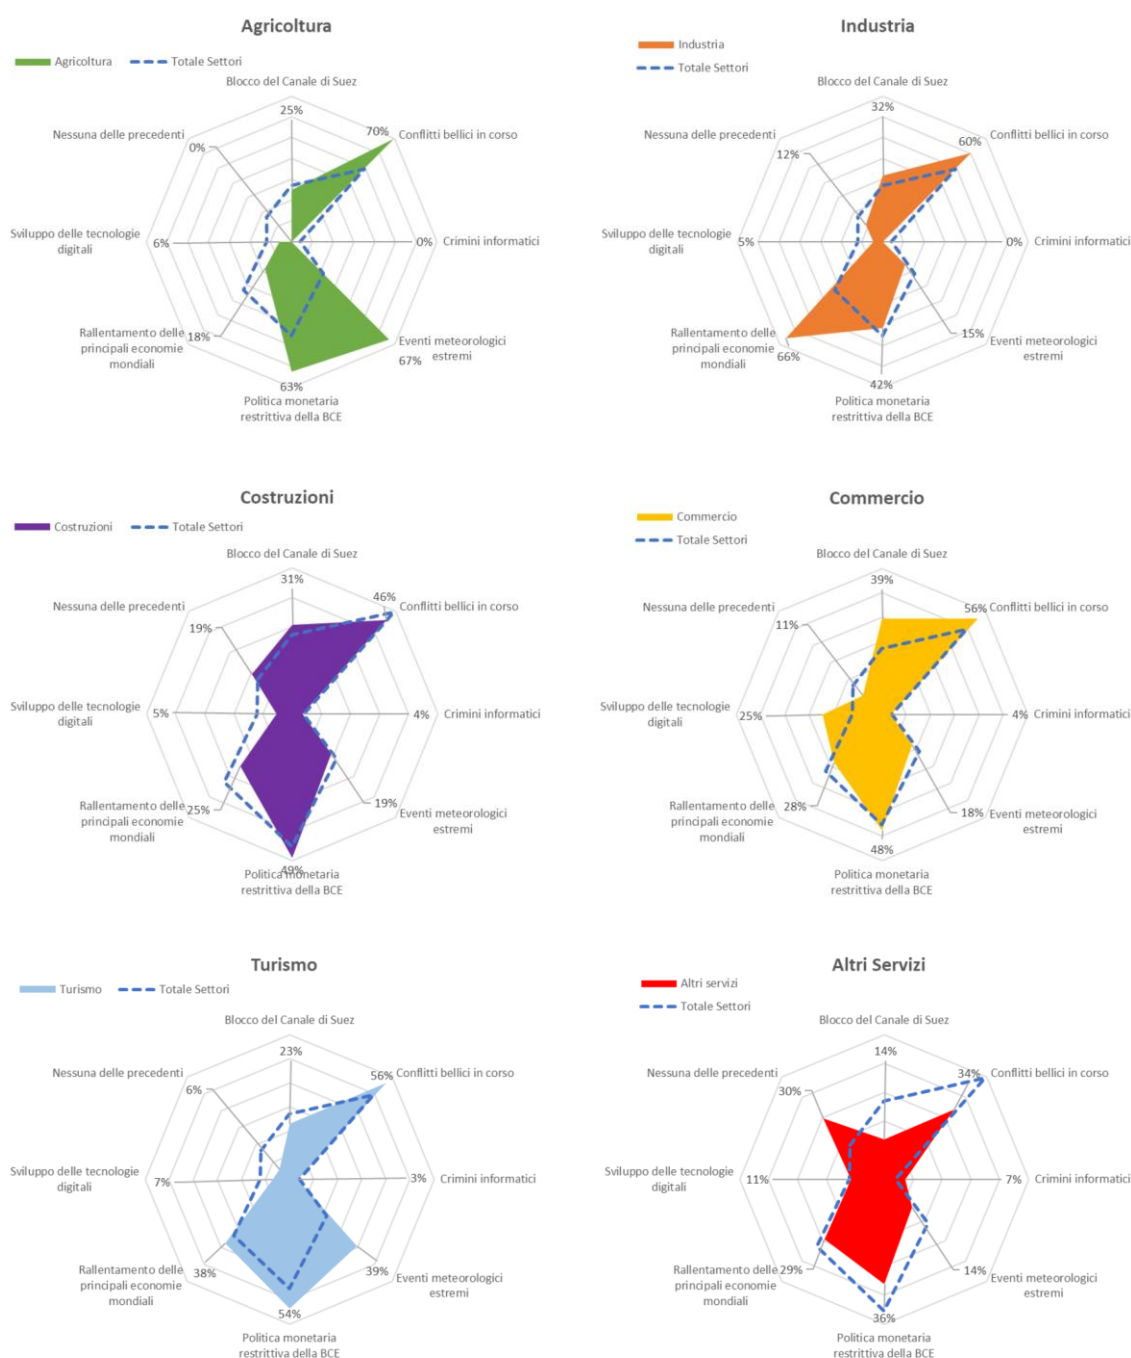 Agricoltura
Agricoltura
Totale Settori
Blocco del Canale di Suez
25%
Nessuna delle precedenti
0%
70%
Conflitti bellici in corso
Sviluppo delle tecnologie
digitali
6%
0%
Crimini informatici
Rallentamento delle
principali economie
mondiali
18%
Eventi meteorologici
estremi
67%
63%
Politica monetaria
restrittiva della BCE
Industria
Industria
Totale Settori
Blocco del Canale di Suez
32%
Nessuna delle precedenti
12%
60%
Conflitti bellici in corso
Sviluppo delle tecnologie
digitali
5%
0%
Crimini informatici
Rallentamento delle
principali economie
mondiali
66%
15%
Eventi meteorologici
estremi
42%
Politica monetaria
restrittiva della BCE
Costruzioni
Costruzioni
Totale Settori
Blocco del Canale di Suez
31%
Nessuna delle precedenti
19%
46%
Conflitti bellici in corso
Sviluppo delle tecnologie
digitali
5%
4%
Crimini informatici
Rallentamento delle
principali economie
mondiali
25%
19%
Eventi meteorologici
estremi
49%
Politica monetaria
restrittiva della BCE
Commercio
Commercio
Totale Settori
Blocco del Canale di Suez
39%
Nessuna delle precedenti
11%
56%
Conflitti bellici in corso
Sviluppo delle tecnologie
digitali
25%
4%
Crimini informatici
Rallentamento delle
principali economie
mondiali
28%
18%
Eventi meteorologici
estremi
48%
Politica monetaria
restrittiva della BCE
Turismo
Turismo
Totale Settori
Blocco del Canale di Suez
23%
Nessuna delle precedenti
6%
56%
Conflitti bellici in corso
Sviluppo delle tecnologie
digitali
7%
3%
Crimini informatici
Rallentamento delle
principali economie
mondiali
38%
39%
Eventi meteorologici
estremi
54%
Politica monetaria
restrittiva della BCE
Altri Servizi
Altri servizi
Totale Settori
Blocco del Canale di Suez
14%
Nessuna delle precedenti
30%
34%
Conflitti bellici in corso
Sviluppo delle tecnologie
digitali
11%
7%
Crimini informatici
Rallentamento delle
principali economie
mondiali
29%
14%
Eventi meteorologici
estremi
36%
Politica monetaria
restrittiva della BCE